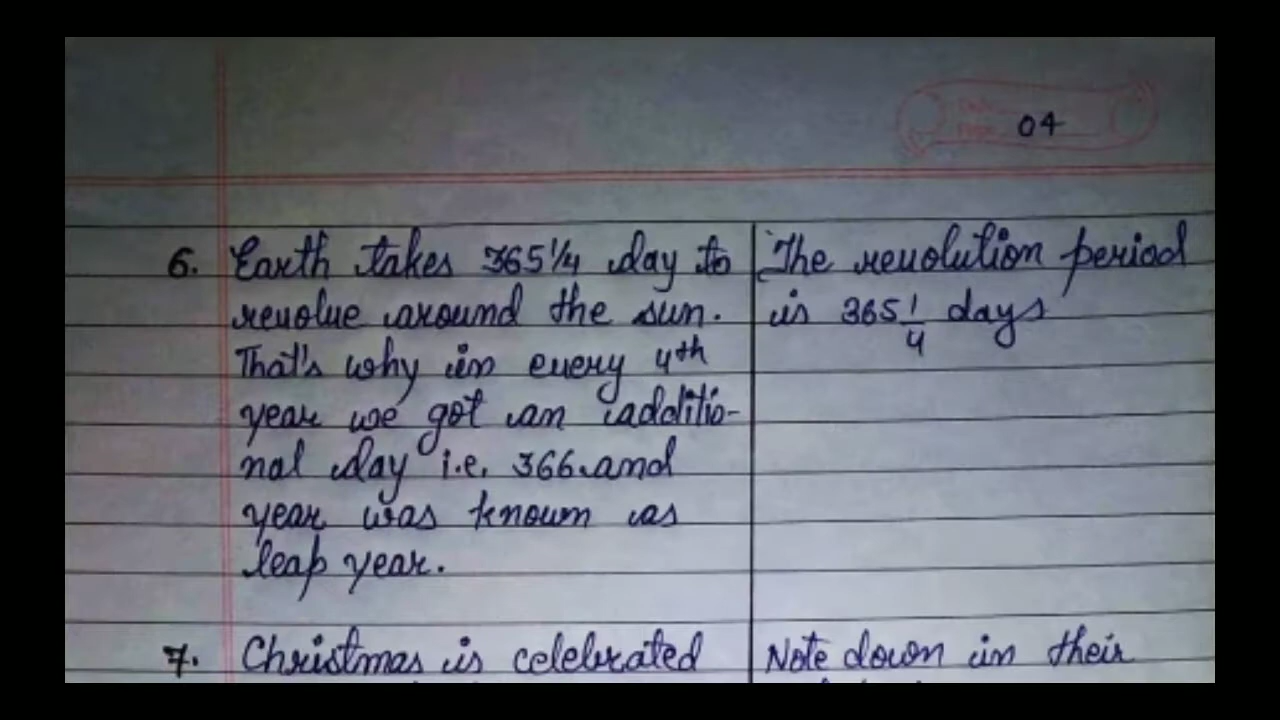 04
6. Earth takes 365 1/4 day to
revolve around the sun.
That's why in every 4th
year we got an additio-
nal day i.e. 366 and
year was known as
leap year.
The revolution period
is 365 1/4 days
7. Christmas is celebrated
Note down in their